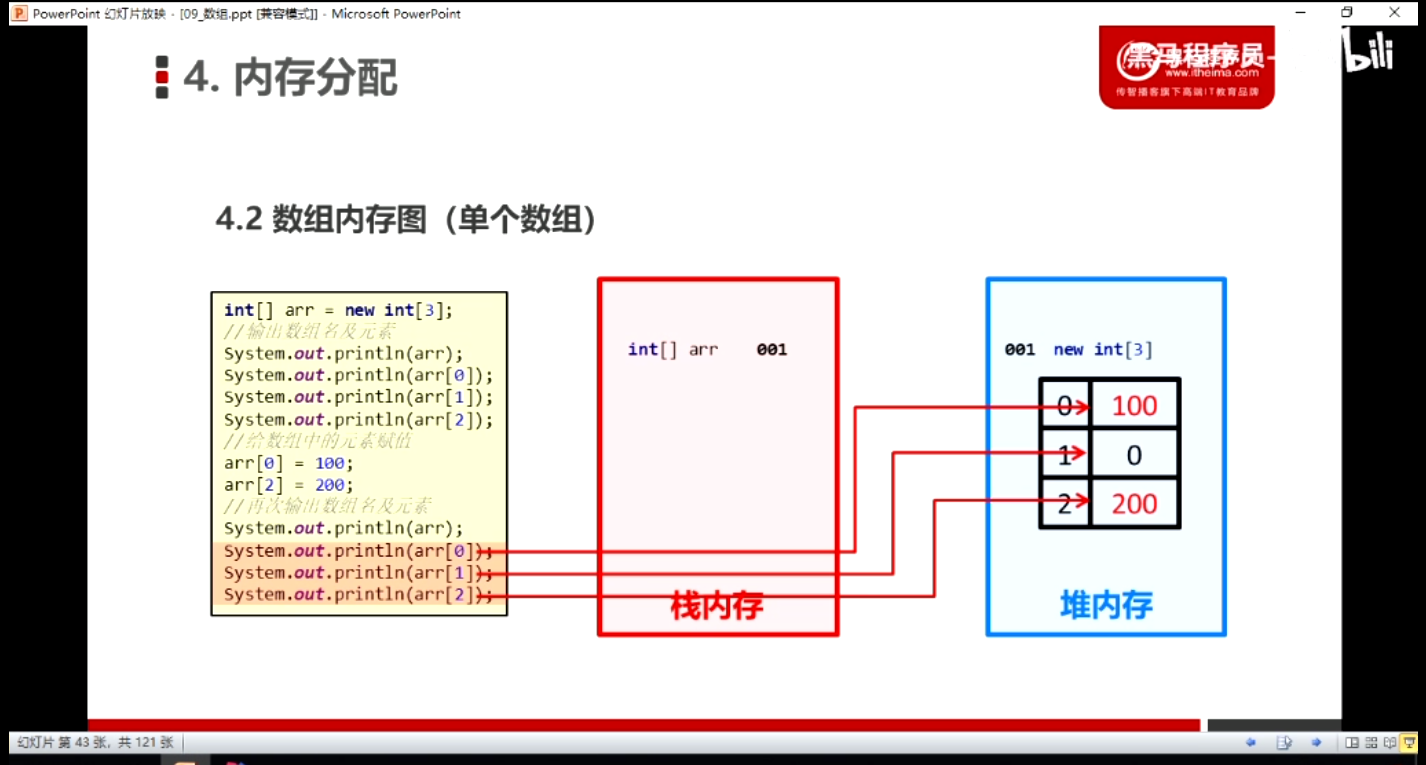 PowerPoint 幻灯片放映 - [09_数组.ppt [兼容模式]] - Microsoft PowerPoint
4. 内存分配
黑马程序员-
bili
www.itheima.com
传智播客旗下高端IT教育品牌
4.2 数组内存图（单个数组）
int[] arr = new int[3];
//输出数组名及元素
System.out.println(arr);
System.out.println(arr[0]);
System.out.println(arr[1]);
System.out.println(arr[2]);
//给数组中的元素赋值
arr[0] = 100;
arr[2] = 200;
//再次输出数组名及元素
System.out.println(arr);
System.out.println(arr[0]);
System.out.println(arr[1]);
System.out.println(arr[2]);
int[] arr 001
栈内存
001 new int[3]
0 100
1 0
2 200
堆内存
幻灯片 第 43 张，共 121 张